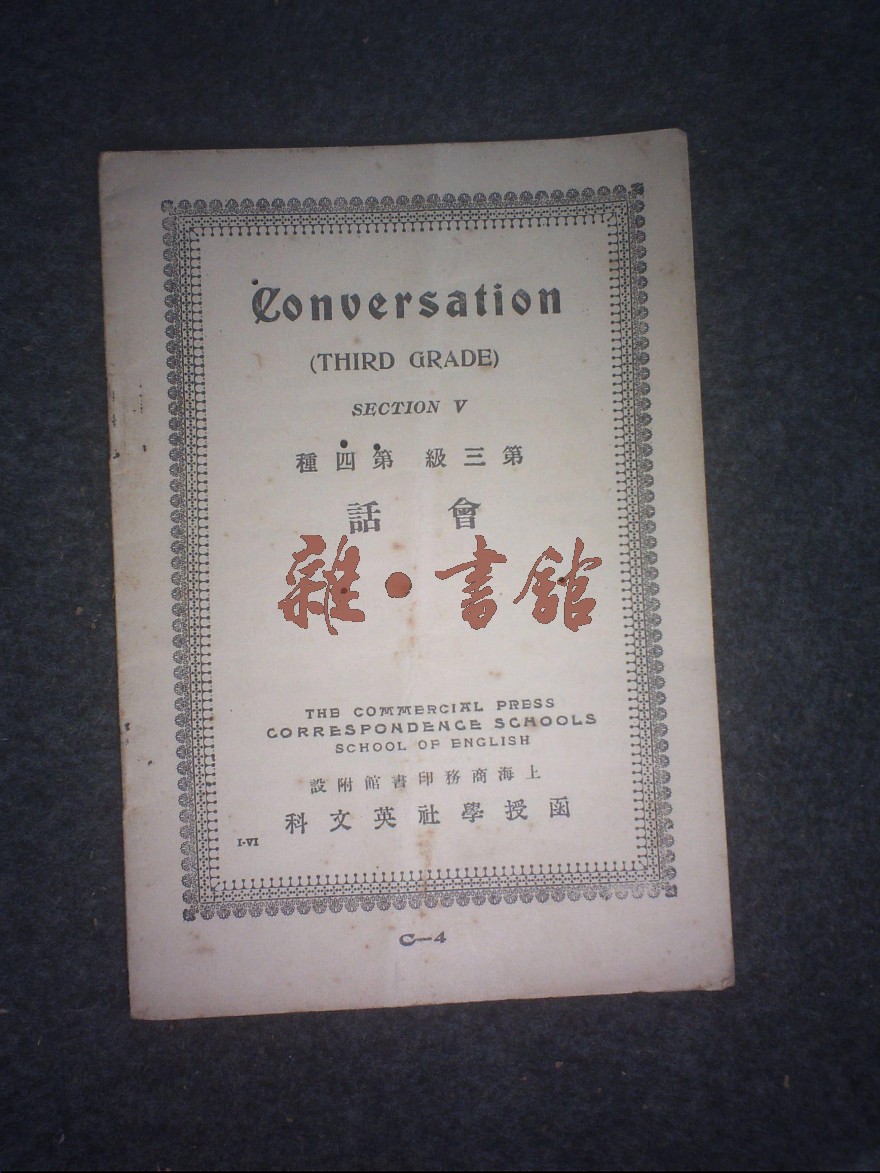 Conversation
(THIRD GRADE)
SECTION V
第三級 第四種
會話
雜·書館
THE COMMERCIAL PRESS
CORRESPONDENCE SCHOOLS
SCHOOL OF ENGLISH
上海商務印書館附設
函授學社英文科
I-VI
C—4